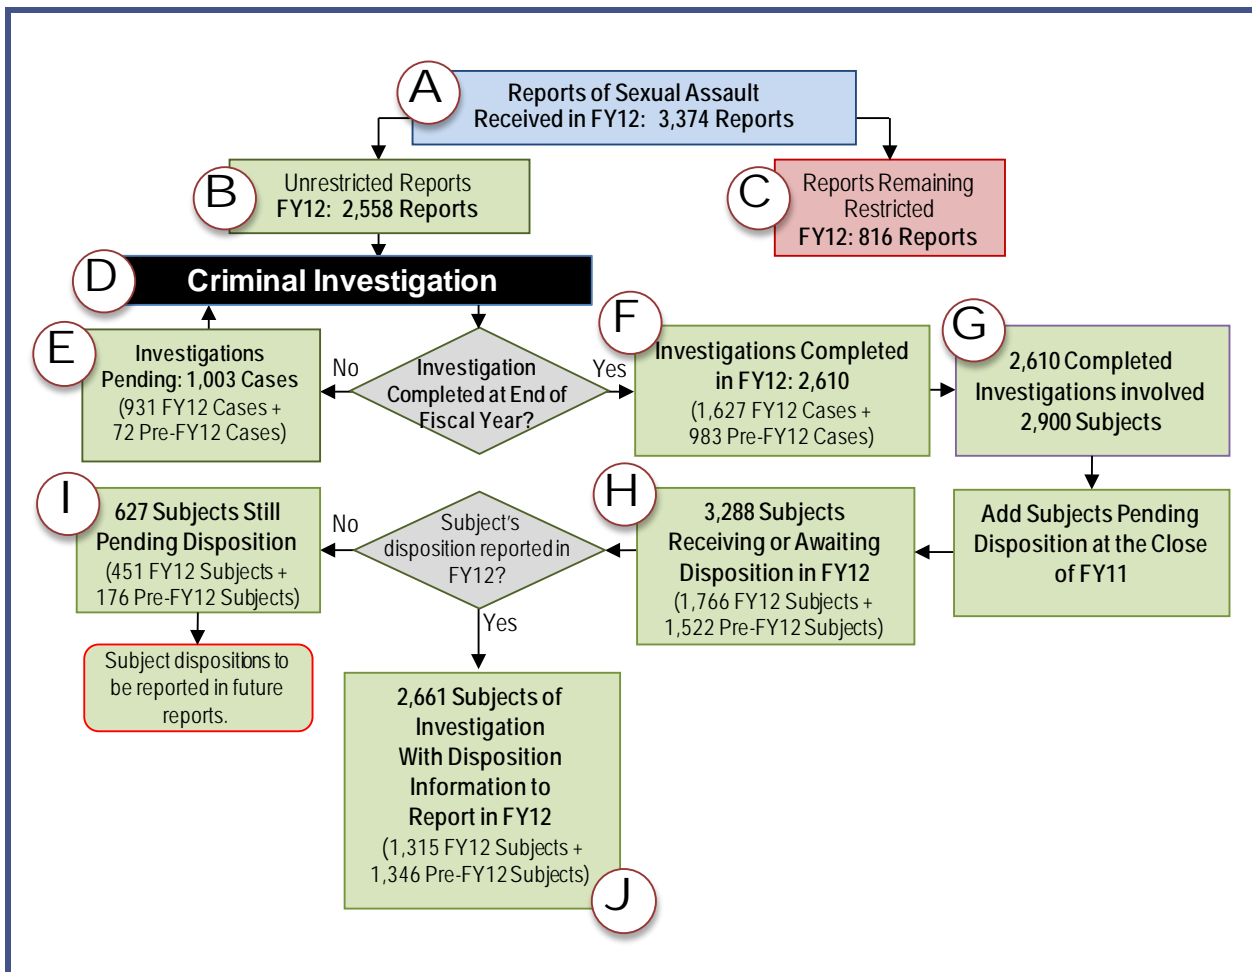 A
Reports of Sexual Assault
Received in FY12: 3,374 Reports
B
Unrestricted Reports
FY12: 2,558 Reports
C
Reports Remaining
Restricted
FY12: 816 Reports
D
Criminal Investigation
E
Investigations
Pending: 1,003 Cases
(931 FY12 Cases +
72 Pre-FY12 Cases)
No
Investigation
Completed at End of
Fiscal Year?
Yes
F
Investigations Completed
in FY12: 2,610
(1,627 FY12 Cases +
983 Pre-FY12 Cases)
G
2,610 Completed
Investigations involved
2,900 Subjects
I
627 Subjects Still
Pending Disposition
(451 FY12 Subjects +
176 Pre-FY12 Subjects)
No
Subject's
disposition reported in
FY12?
Yes
H
3,288 Subjects
Receiving or Awaiting
Disposition in FY12
(1,766 FY12 Subjects +
1,522 Pre-FY12 Subjects)
Add Subjects Pending
Disposition at the Close
of FY11
Subject dispositions to
be reported in future
reports.
2,661 Subjects of
Investigation
With Disposition
Information to
Report in FY12
(1,315 FY12 Subjects +
1,346 Pre-FY12 Subjects)
J